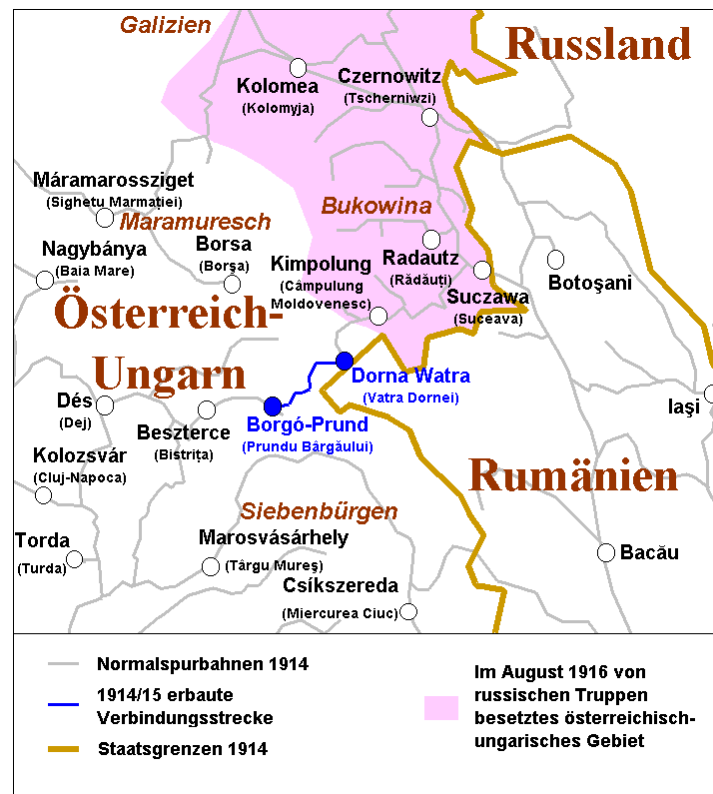 Galizien
Russland
Kolomea
(Kolomyja)
Czernowitz
(Tscherniwzi)
Máramarossziget
(Sighetu Marmației)
Maramuresch
Bukowina
Nagybánya
(Baia Mare)
Borsa
(Borşa)
Kimpolung
(Câmpulung
Moldovenesc)
Radautz
(Rădăuți)
Suczawa
(Suceava)
Botoşani
Österreich-
Ungarn
Dorna Watra
(Vatra Dornei)
Iaşi
Dés
(Dej)
Beszterce
(Bistrița)
Borgó-Prund
(Prundu Bârgăului)
Kolozsvár
(Cluj-Napoca)
Rumänien
Siebenbürgen
Torda
(Turda)
Marosvásárhely
(Târgu Mureş)
Bacău
Csíkszereda
(Miercurea Ciuc)
Normalspurbahnen 1914
1914/15 erbaute
Verbindungsstrecke
Staatsgrenzen 1914
Im August 1916 von
russischen Truppen
besetztes österreichisch-
ungarisches Gebiet